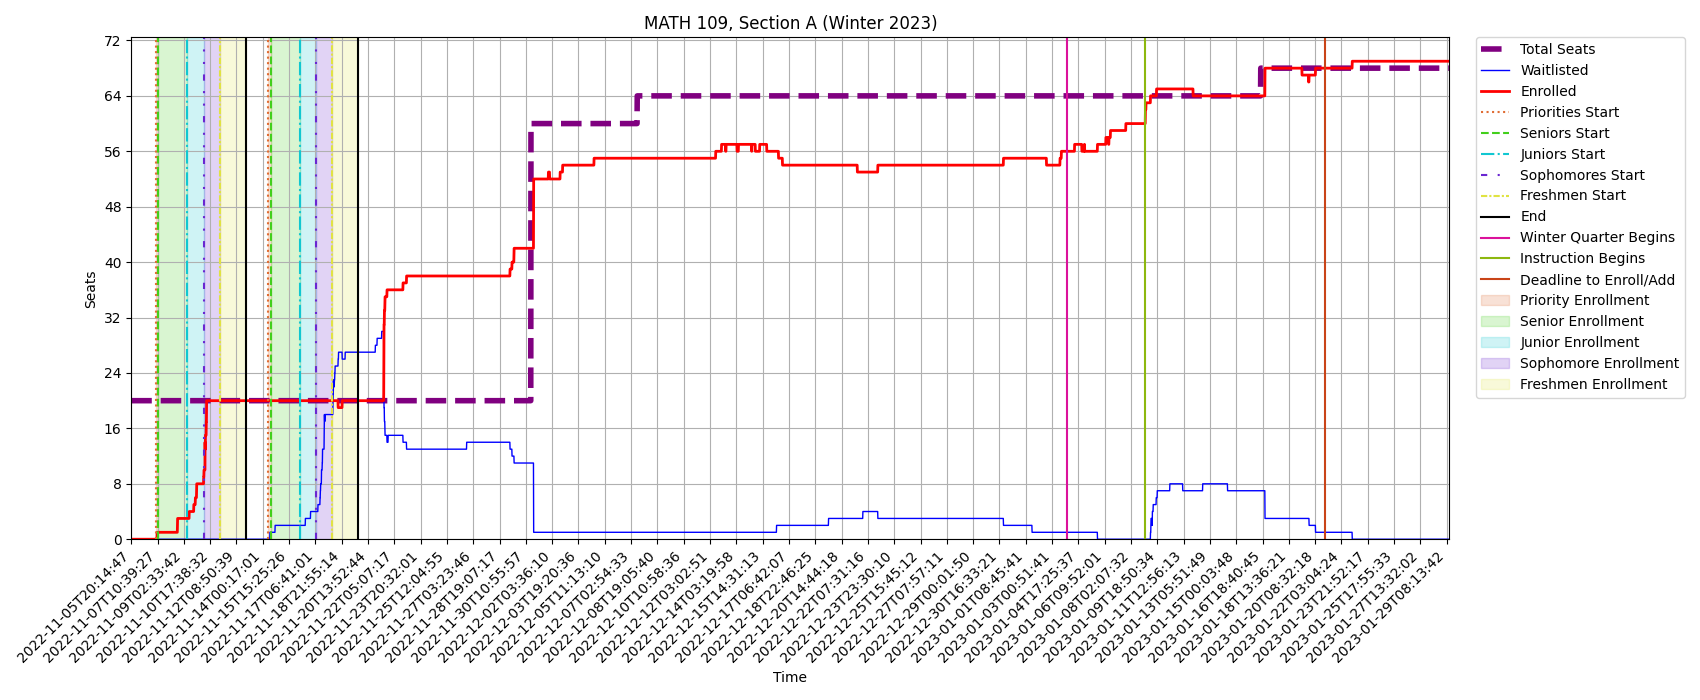 MATH 109, Section A (Winter 2023)
Seats
72
64
56
48
40
32
24
16
8
0
2022-11-05T20:14:47
2022-11-07T10:39:27
2022-11-09T02:33:42
2022-11-10T17:38:32
2022-11-12T08:50:39
2022-11-14T00:17:01
2022-11-15T15:25:26
2022-11-17T06:41:01
2022-11-18T21:55:14
2022-11-20T13:52:44
2022-11-22T05:07:17
2022-11-23T20:32:01
2022-11-25T12:04:55
2022-11-27T03:23:46
2022-11-28T19:07:17
2022-11-30T10:55:57
2022-12-02T03:36:10
2022-12-03T19:20:36
2022-12-05T11:13:10
2022-12-07T02:54:33
2022-12-08T19:05:40
2022-12-10T10:58:36
2022-12-12T03:02:51
2022-12-14T03:19:58
2022-12-15T14:31:13
2022-12-17T06:42:07
2022-12-18T22:46:25
2022-12-20T14:44:18
2022-12-22T07:31:16
2022-12-23T23:30:10
2022-12-25T15:45:12
2022-12-27T07:57:11
2022-12-29T00:01:50
2022-12-30T16:33:21
2023-01-01T08:45:41
2023-01-03T00:51:41
2023-01-04T17:25:37
2023-01-06T09:52:01
2023-01-08T02:07:32
2023-01-09T18:50:34
2023-01-11T12:56:13
2023-01-13T05:51:49
2023-01-15T00:03:48
2023-01-16T18:40:45
2023-01-18T13:36:21
2023-01-20T08:32:18
2023-01-22T03:04:24
2023-01-23T21:52:17
2023-01-25T17:55:33
2023-01-27T13:32:02
2023-01-29T08:13:42
Time
Total Seats
Waitlisted
Enrolled
Priorities Start
Seniors Start
Juniors Start
Sophomores Start
Freshmen Start
End
Winter Quarter Begins
Instruction Begins
Deadline to Enroll/Add
Priority Enrollment
Senior Enrollment
Junior Enrollment
Sophomore Enrollment
Freshmen Enrollment